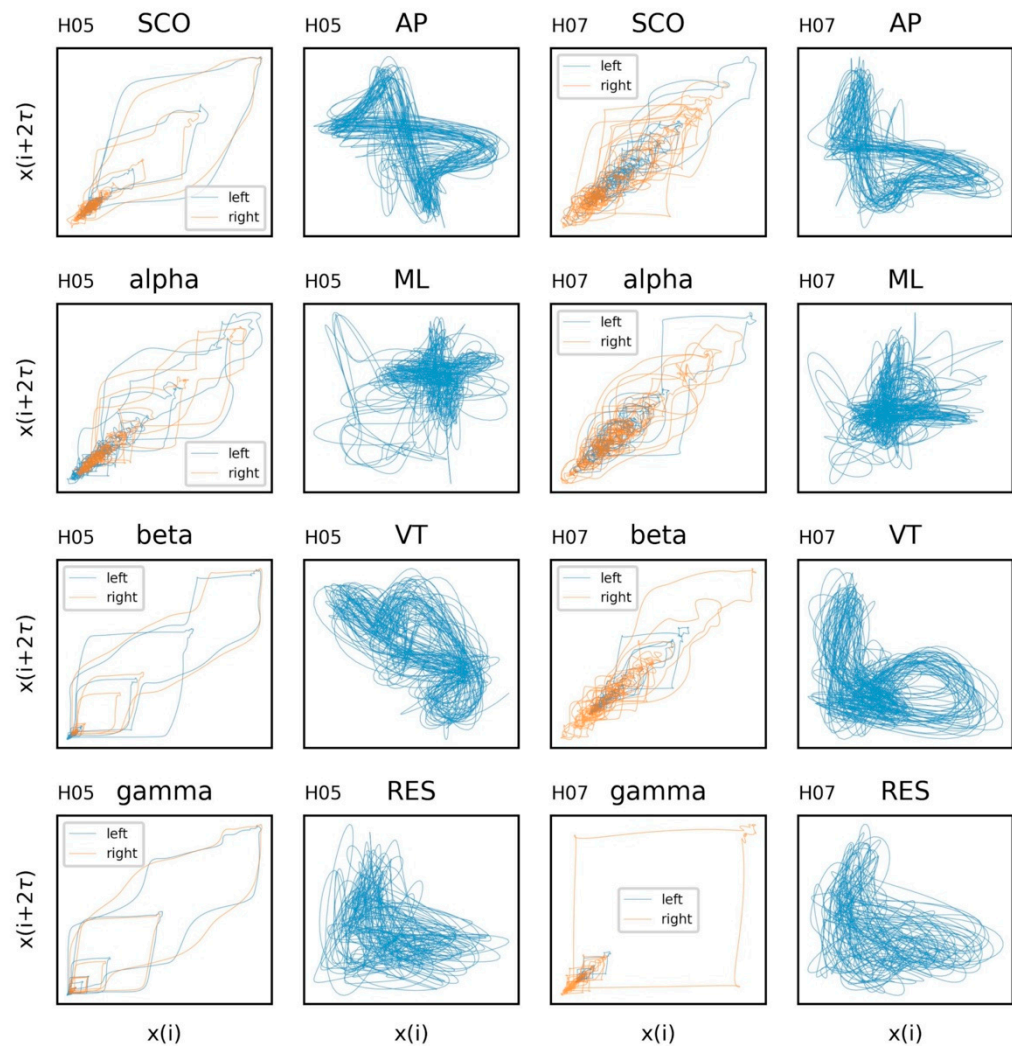 H05 SCO H05 AP H07 SCO H07 AP
x(i+2τ)
left
right
left
right
H05 alpha H05 ML H07 alpha H07 ML
x(i+2τ)
left
right
left
right
H05 beta H05 VT H07 beta H07 VT
x(i+2τ)
left
right
left
right
H05 gamma H05 RES H07 gamma H07 RES
x(i+2τ)
left
right
left
right
x(i) x(i) x(i) x(i)